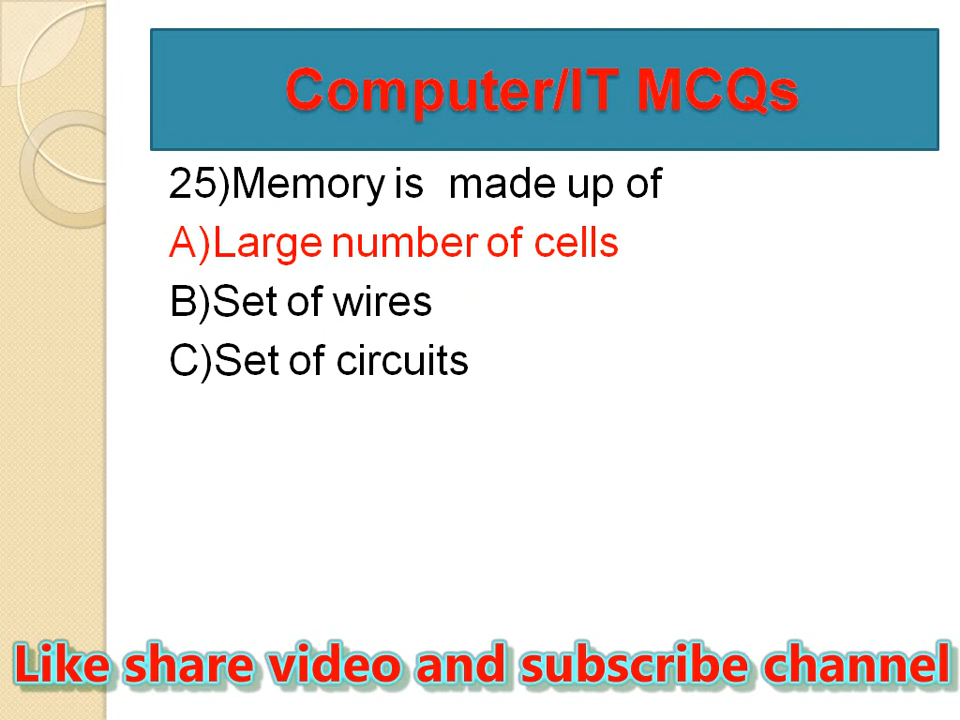 Computer/IT MCQs
25)Memory is  made up of
A)Large number of cells
B)Set of wires
C)Set of circuits
Like share video and subscribe channel